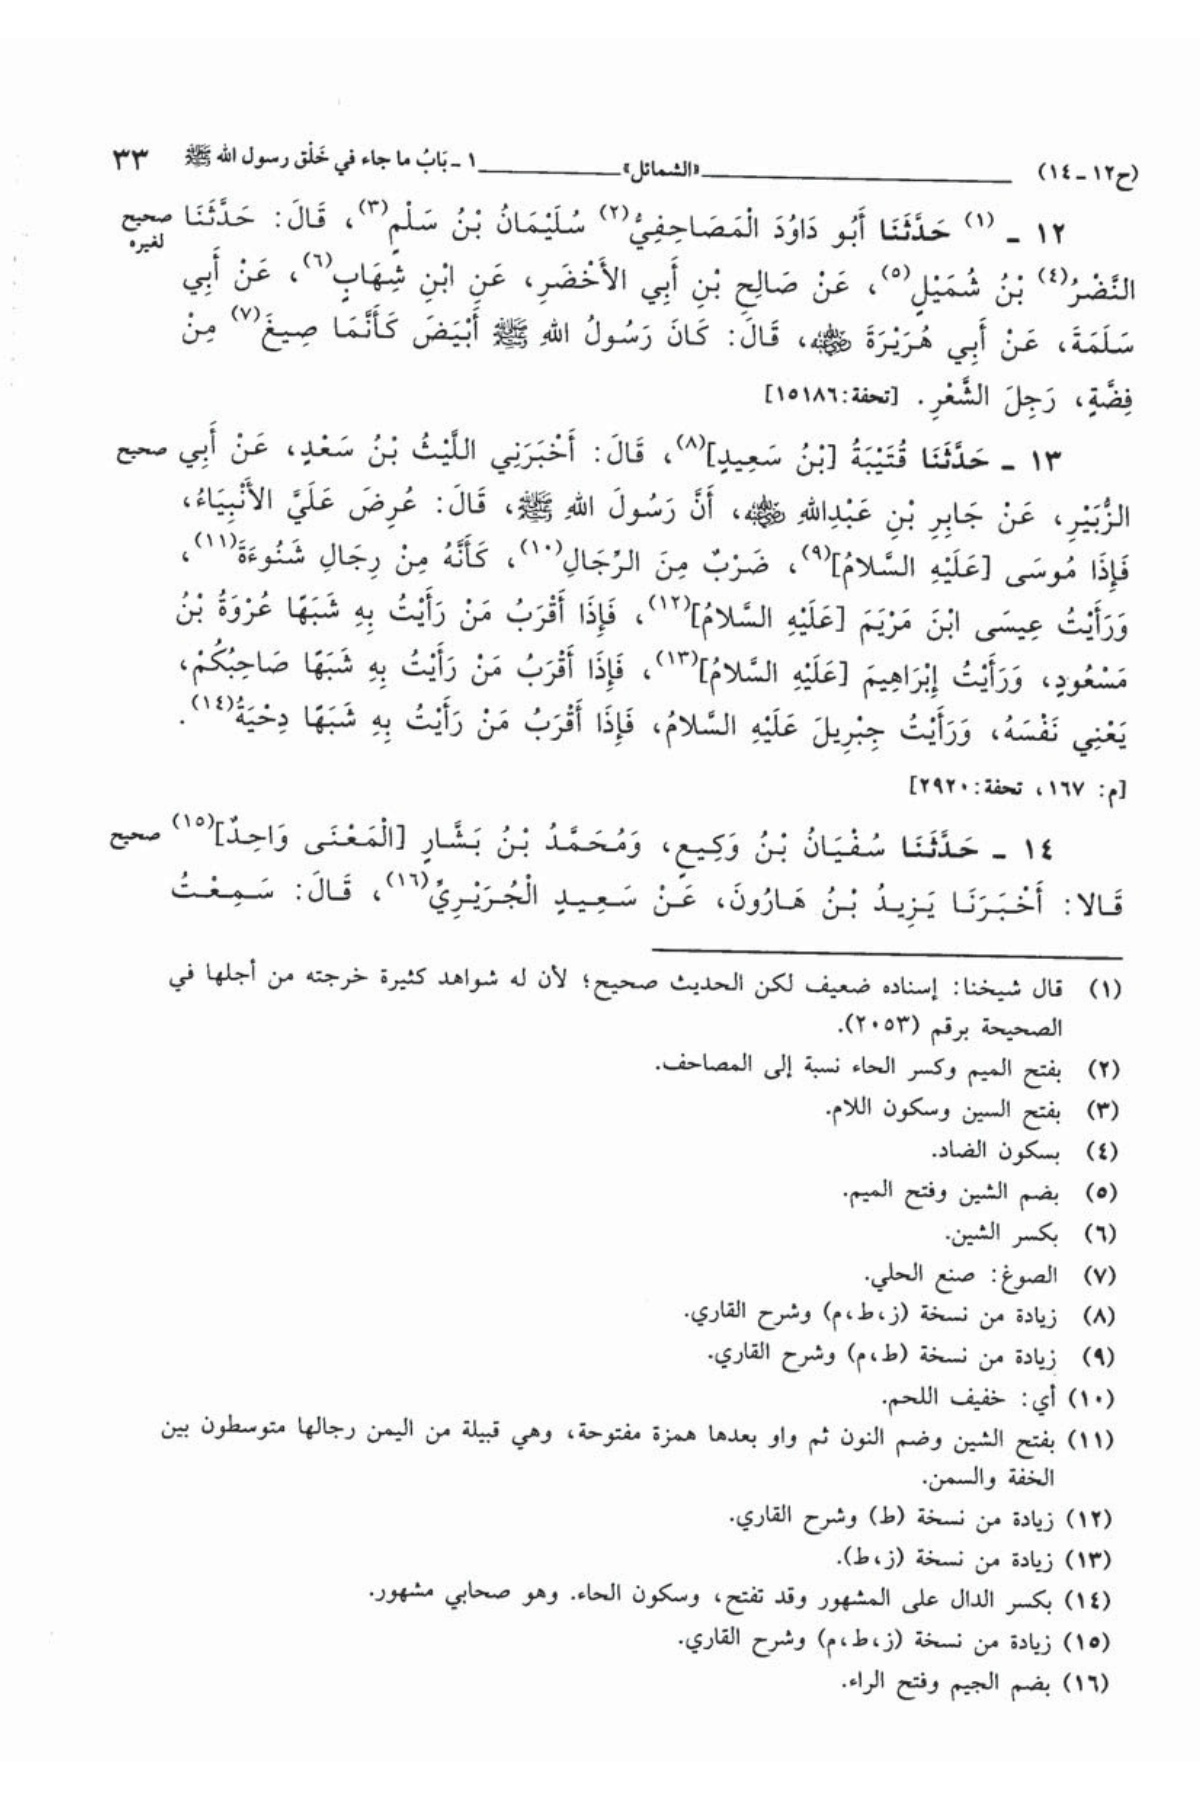 (ح١٢ - ١٤) «الشمائل» ١ - بَابُ ما جاء في خَلْق رسول الله ﷺ ٣٣
١٢ - (١) حَدَّثَنَا أَبُو دَاوُدَ الْمَصَاحِفِيُّ(٢) سُلَيْمَانُ بْنُ سَلْمٍ(٣)، قَالَ: حَدَّثَنَا صحيح لغيره
النَّضْرُ(٤) بْنُ شُمَيْلٍ(٥)، عَنْ صَالِحِ بْنِ أَبِي الأَخْضَرِ، عَنِ ابْنِ شِهَابٍ(٦)، عَنْ أَبِي
سَلَمَةَ، عَنْ أَبِي هُرَيْرَةَ رضي الله عنه، قَالَ: كَانَ رَسُولُ اللهِ ﷺ أَبْيَضَ كَأَنَّمَا صِيغَ(٧) مِنْ
فِضَّةٍ، رَجِلَ الشَّعْرِ. [تحفة: ١٥١٨٦]
١٣ - حَدَّثَنَا قُتَيْبَةُ [بْنُ سَعِيدٍ](٨)، قَالَ: أَخْبَرَنِي اللَّيْثُ بْنُ سَعْدٍ، عَنْ أَبِي صحيح
الزُّبَيْرِ، عَنْ جَابِرِ بْنِ عَبْدِاللهِ رضي الله عنه، أَنَّ رَسُولَ اللهِ ﷺ، قَالَ: عُرِضَ عَلَيَّ الأَنْبِيَاءُ،
فَإِذَا مُوسَى [عَلَيْهِ السَّلامُ](٩)، ضَرْبٌ مِنَ الرِّجَالِ(١٠)، كَأَنَّهُ مِنْ رِجَالِ شَنُوءَةَ(١١)،
وَرَأَيْتُ عِيسَى ابْنَ مَرْيَمَ [عَلَيْهِ السَّلامُ](١٢)، فَإِذَا أَقْرَبُ مَنْ رَأَيْتُ بِهِ شَبَهًا عُرْوَةُ بْنُ
مَسْعُودٍ، وَرَأَيْتُ إِبْرَاهِيمَ [عَلَيْهِ السَّلامُ](١٣)، فَإِذَا أَقْرَبُ مَنْ رَأَيْتُ بِهِ شَبَهًا صَاحِبُكُمْ،
يَعْنِي نَفْسَهُ، وَرَأَيْتُ جِبْرِيلَ عَلَيْهِ السَّلامُ، فَإِذَا أَقْرَبُ مَنْ رَأَيْتُ بِهِ شَبَهًا دِحْيَةُ(١٤).
[م: ١٦٧، تحفة: ٢٩٢٠]
١٤ - حَدَّثَنَا سُفْيَانُ بْنُ وَكِيعٍ، وَمُحَمَّدُ بْنُ بَشَّارٍ [الْمَعْنَى وَاحِدٌ](١٥) صحيح
قَالا: أَخْبَرَنَا يَزِيدُ بْنُ هَارُونَ، عَنْ سَعِيدٍ الْجُرَيْرِيِّ(١٦)، قَالَ: سَمِعْتُ
(١) قال شيخنا: إسناده ضعيف لكن الحديث صحيح؛ لأن له شواهد كثيرة خرجته من أجلها في
الصحيحة برقم (٢٠٥٣).
(٢) بفتح الميم وكسر الحاء نسبة إلى المصاحف.
(٣) بفتح السين وسكون اللام.
(٤) بسكون الضاد.
(٥) بضم الشين وفتح الميم.
(٦) بكسر الشين.
(٧) الصوغ: صنع الحلي.
(٨) زيادة من نسخة (ز،ط،م) وشرح القاري.
(٩) زيادة من نسخة (ط،م) وشرح القاري.
(١٠) أي: خفيف اللحم.
(١١) بفتح الشين وضم النون ثم واو بعدها همزة مفتوحة، وهي قبيلة من اليمن رجالها متوسطون بين
الخفة والسمن.
(١٢) زيادة من نسخة (ط) وشرح القاري.
(١٣) زيادة من نسخة (ز،ط).
(١٤) بكسر الدال على المشهور وقد تفتح، وسكون الحاء. وهو صحابي مشهور.
(١٥) زيادة من نسخة (ز،ط،م) وشرح القاري.
(١٦) بضم الجيم وفتح الراء.